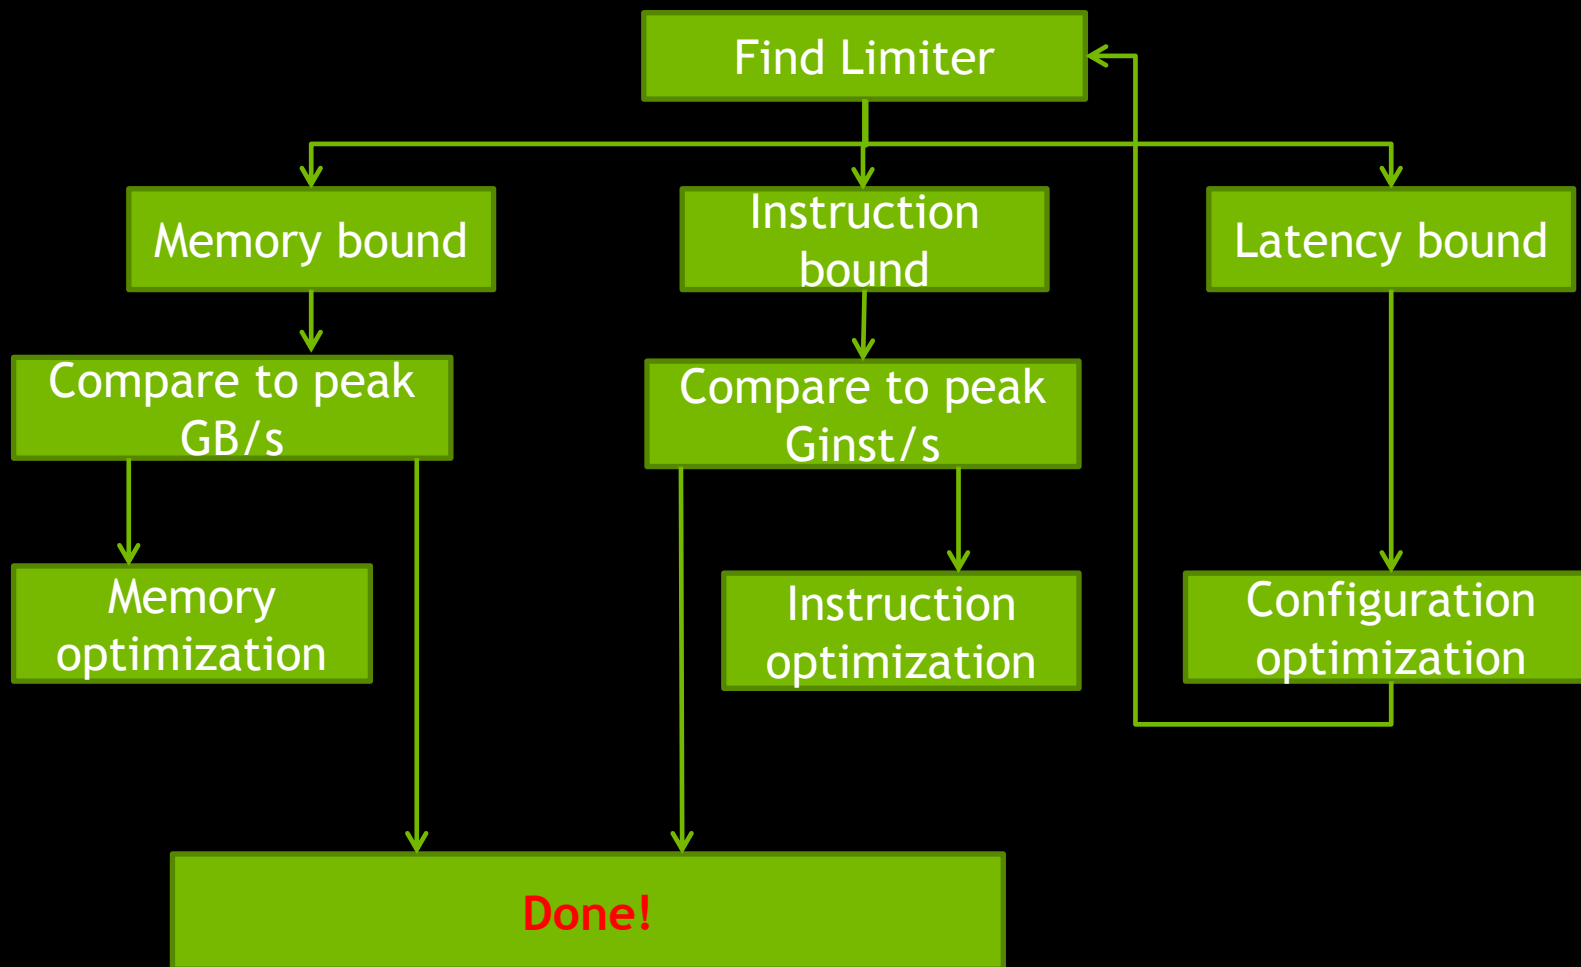 Find Limiter
Memory bound
Instruction
bound
Latency bound
Compare to peak
GB/s
Compare to peak
Ginst/s
Memory
optimization
Instruction
optimization
Configuration
optimization
Done!